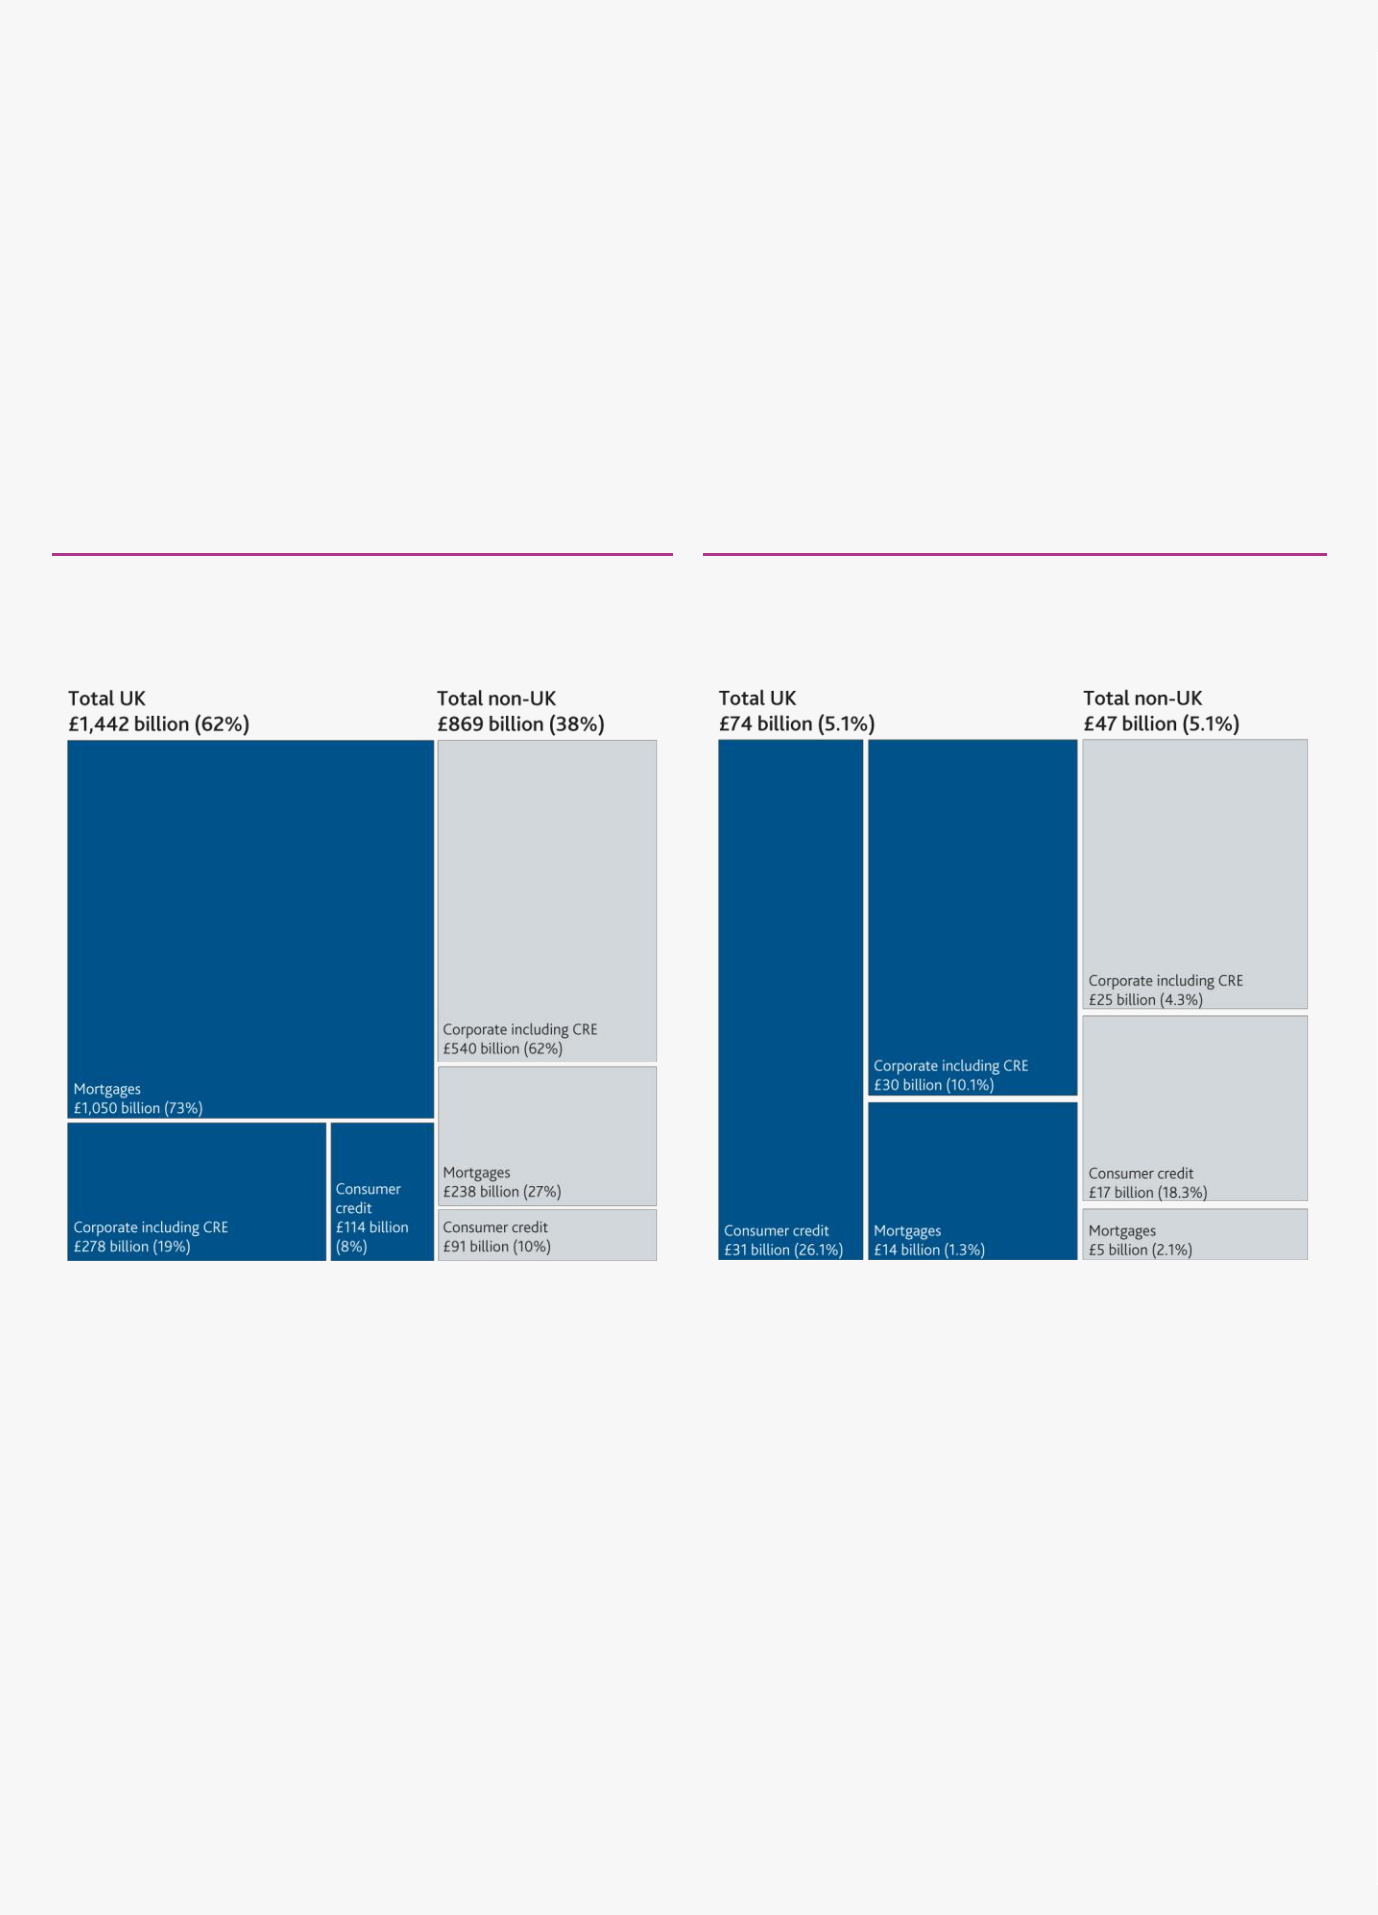 Total UK
£1,442 billion (62%)
Total non-UK
£869 billion (38%)
Mortgages
£1,050 billion (73%)
Corporate including CRE
£278 billion (19%)
Consumer
credit
£114 billion
(8%)
Corporate including CRE
£540 billion (62%)
Mortgages
£238 billion (27%)
Consumer credit
£91 billion (10%)
Total UK
£74 billion (5.1%)
Total non-UK
£47 billion (5.1%)
Consumer credit
£31 billion (26.1%)
Corporate including CRE
£30 billion (10.1%)
Mortgages
£14 billion (1.3%)
Corporate including CRE
£25 billion (4.3%)
Consumer credit
£17 billion (18.3%)
Mortgages
£5 billion (2.1%)